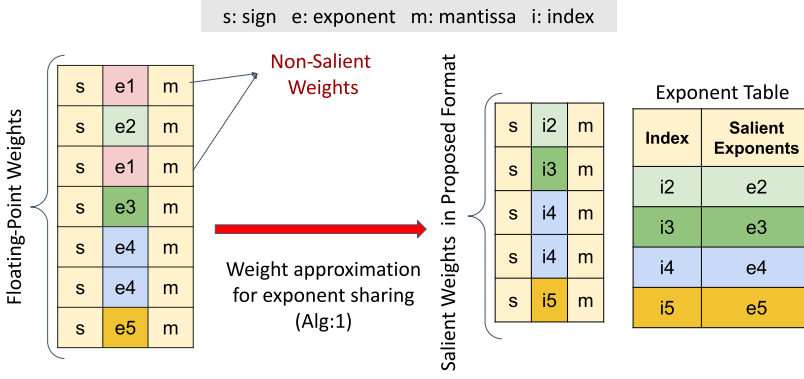 s: sign e: exponent m: mantissa i: index
Floating-Point Weights
s e1 m
s e2 m
s e1 m
s e3 m
s e4 m
s e4 m
s e5 m
Non-Salient
Weights
Weight approximation
for exponent sharing
(Alg:1)
Salient Weights in Proposed Format
s i2 m
s i3 m
s i4 m
s i4 m
s i5 m
Exponent Table
Index Salient
Exponents
i2 e2
i3 e3
i4 e4
i5 e5